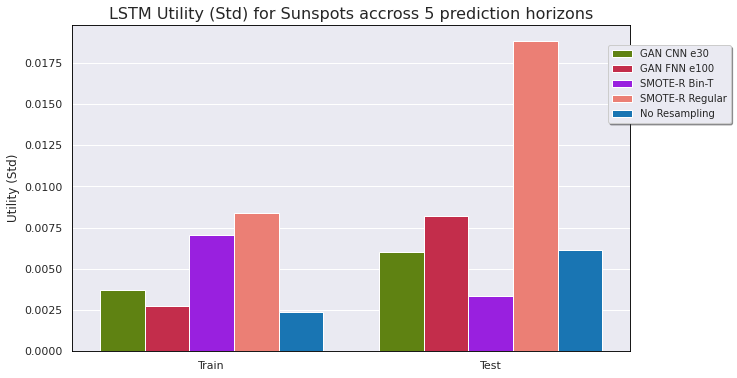 LSTM Utility (Std) for Sunspots accross 5 prediction horizons
GAN CNN e30
GAN FNN e100
SMOTE-R Bin-T
SMOTE-R Regular
No Resampling
Utility (Std)
0.0175
0.0150
0.0125
0.0100
0.0075
0.0050
0.0025
0.0000
Train
Test